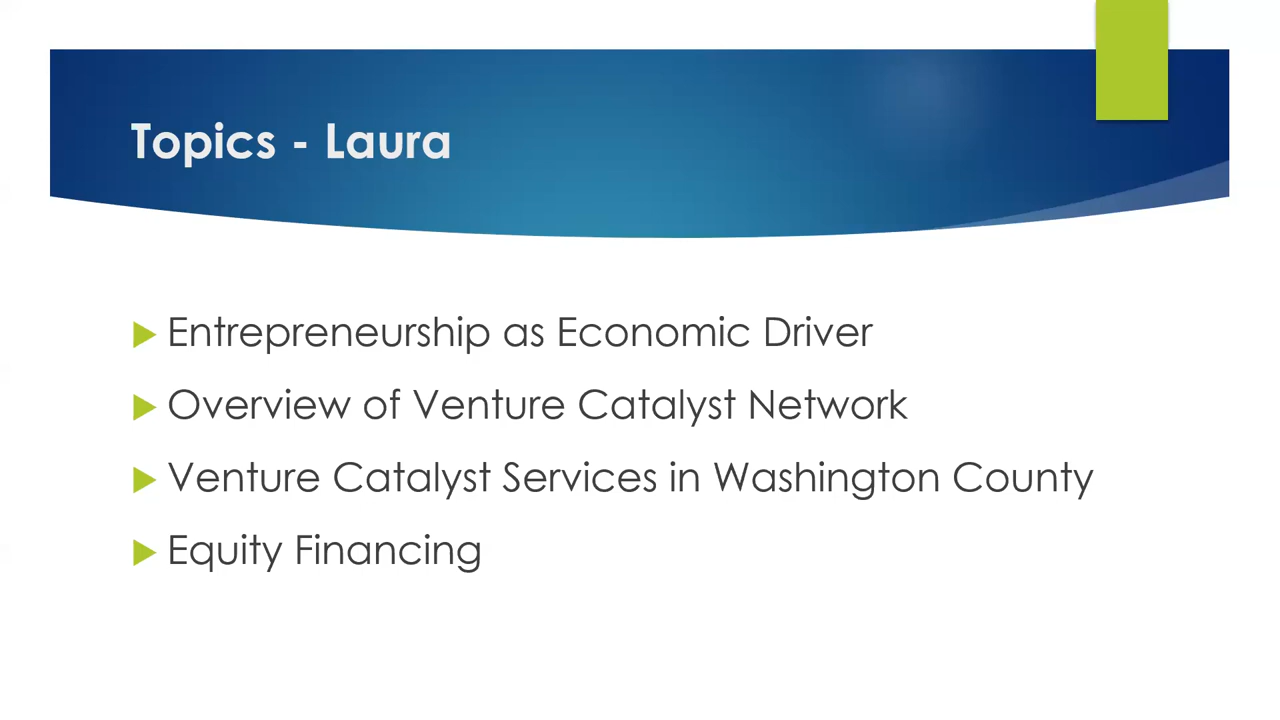 Topics - Laura
Entrepreneurship as Economic Driver
Overview of Venture Catalyst Network
Venture Catalyst Services in Washington County
Equity Financing